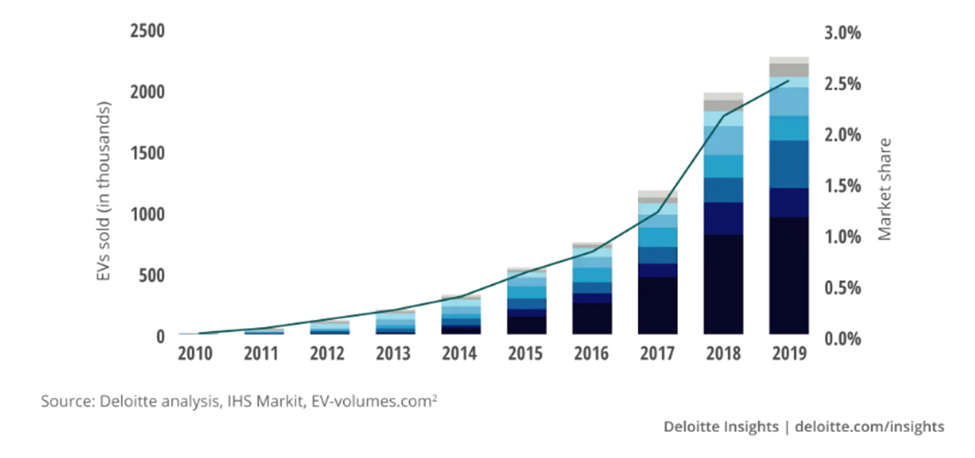 EVs sold (in thousands)
2500
2000
1500
1000
500
0
3.0%
2.5%
2.0%
1.5%
1.0%
0.5%
0.0%
Market share
2010 2011 2012 2013 2014 2015 2016 2017 2018 2019
Source: Deloitte analysis, IHS Markit, EV-volumes.com²
Deloitte Insights | deloitte.com/insights